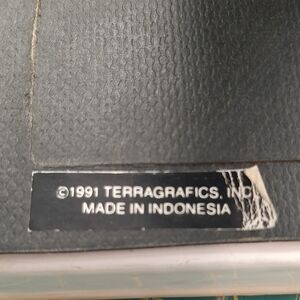 ©1991 TERRAGRAFICS, INC
MADE IN INDONESIA